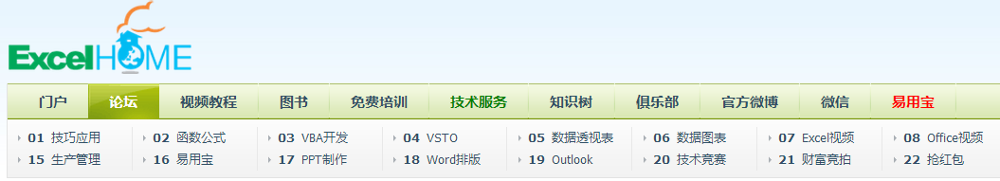 ExcelHOME
门户 论坛 视频教程 图书 免费培训 技术服务 知识树 俱乐部 官方微博 微信 易用宝
01 技巧应用 02 函数公式 03 VBA开发 04 VSTO 05 数据透视表 06 数据图表 07 Excel视频 08 Office视频
15 生产管理 16 易用宝 17 PPT制作 18 Word排版 19 Outlook 20 技术竞赛 21 财富竞拍 22 抢红包